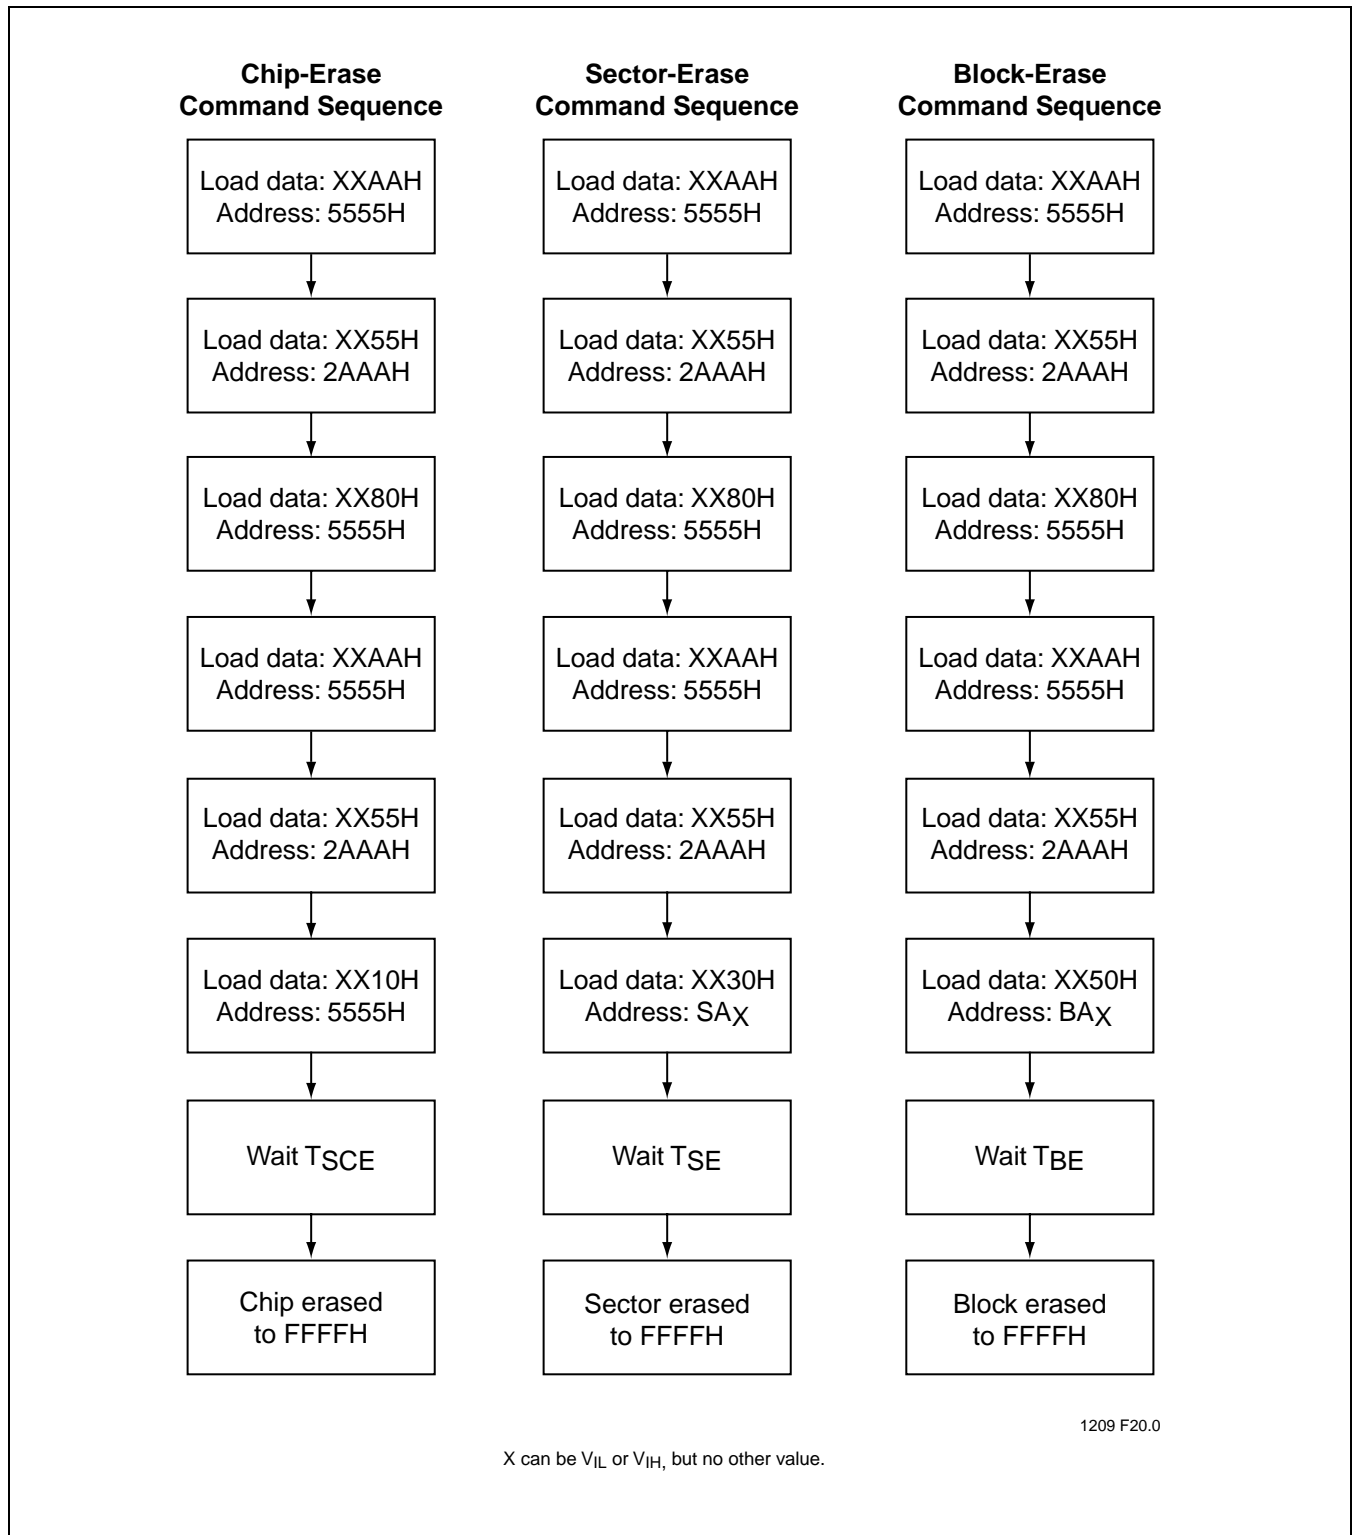 Chip-Erase
Command Sequence
Load data: XXAAH
Address: 5555H
Load data: XX55H
Address: 2AAAH
Load data: XX80H
Address: 5555H
Load data: XXAAH
Address: 5555H
Load data: XX55H
Address: 2AAAH
Load data: XX10H
Address: 5555H
Wait TSCE
Chip erased
to FFFFH
Sector-Erase
Command Sequence
Load data: XXAAH
Address: 5555H
Load data: XX55H
Address: 2AAAH
Load data: XX80H
Address: 5555H
Load data: XXAAH
Address: 5555H
Load data: XX55H
Address: 2AAAH
Load data: XX30H
Address: SAX
Wait TSE
Sector erased
to FFFFH
Block-Erase
Command Sequence
Load data: XXAAH
Address: 5555H
Load data: XX55H
Address: 2AAAH
Load data: XX80H
Address: 5555H
Load data: XXAAH
Address: 5555H
Load data: XX55H
Address: 2AAAH
Load data: XX50H
Address: BAX
Wait TBE
Block erased
to FFFFH
1209 F20.0
X can be VIL or VIH, but no other value.